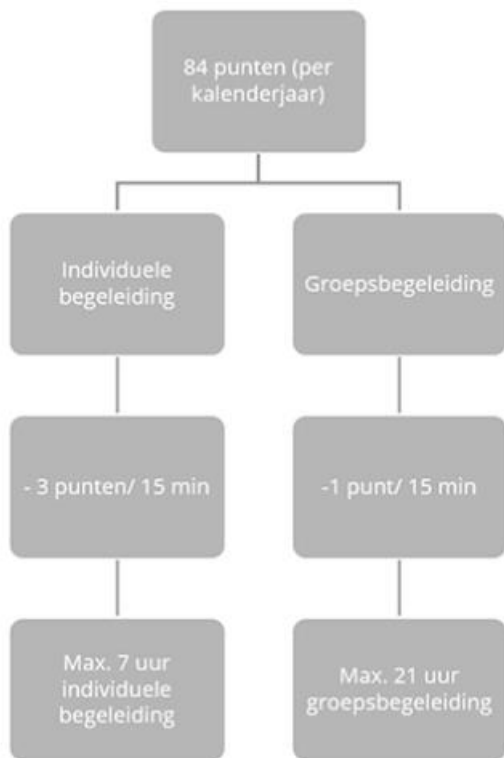 84 punten (per
kalenderjaar)
Individuele
begeleiding
Groepsbegeleiding
- 3 punten/ 15 min
-1 punt/ 15 min
Max. 7 uur
individuele
begeleiding
Max. 21 uur
groepsbegeleiding